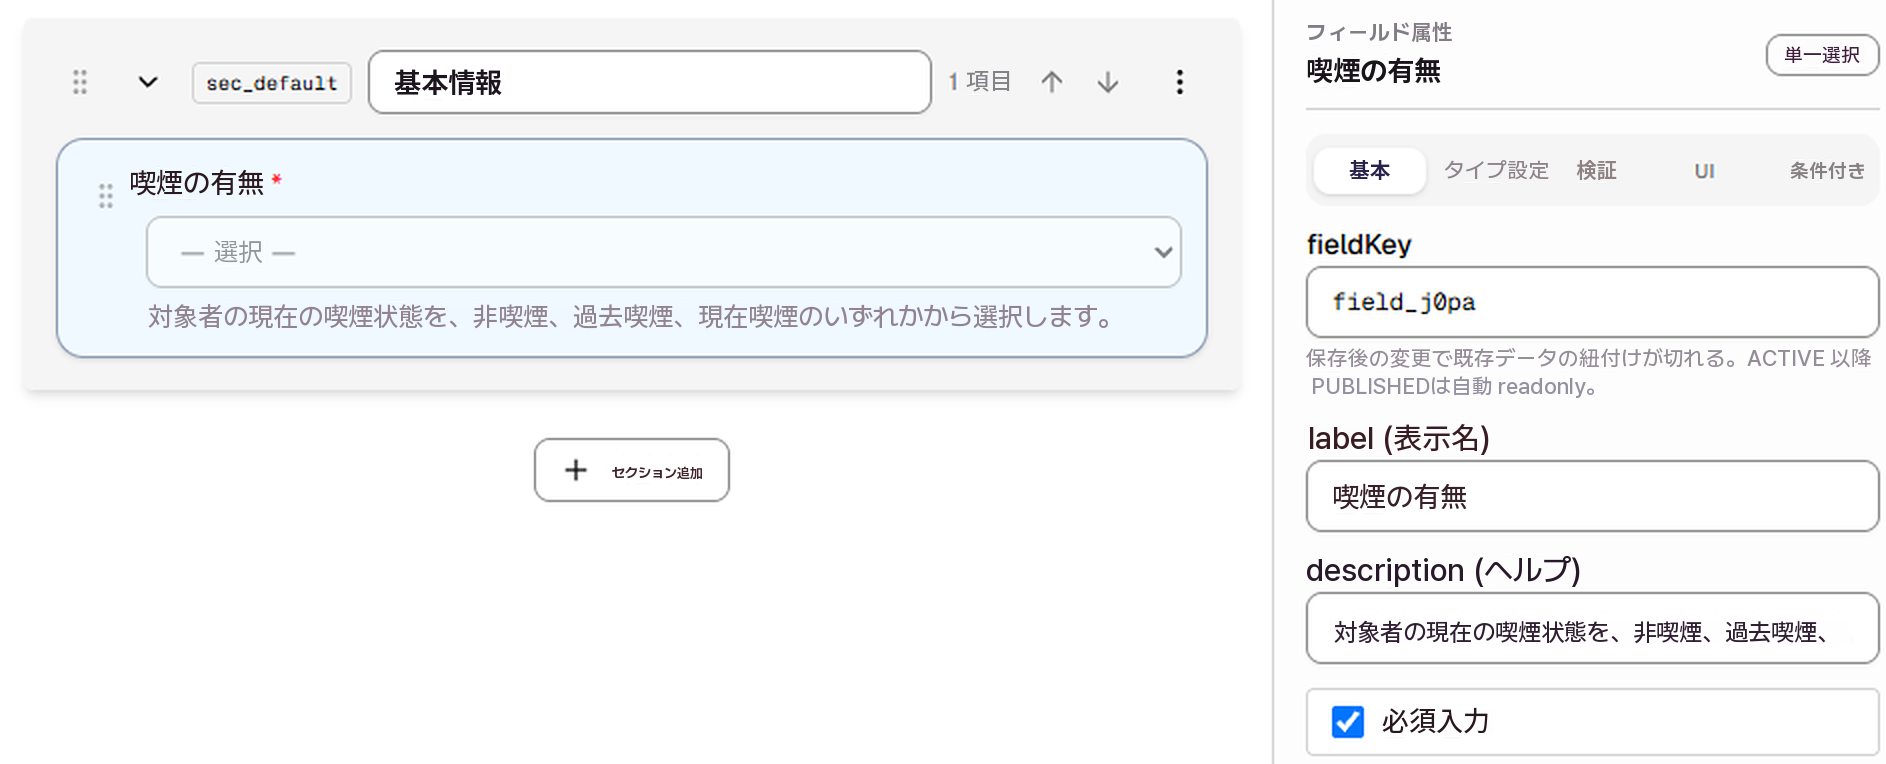 sec_default
基本情報
1 項目
喫煙の有無 *
— 選択 —
対象者の現在の喫煙状態を、非喫煙、過去喫煙、現在喫煙のいずれかから選択します。
+ セクション追加
フィールド属性
喫煙の有無
単一選択
基本 タイプ設定 検証 UI 条件付き
fieldKey
field_j0pa
保存後の変更で既存データの紐付けが切れる。ACTIVE 以降
PUBLISHEDは自動 readonly。
label (表示名)
喫煙の有無
description (ヘルプ)
対象者の現在の喫煙状態を、非喫煙、過去喫煙、
必須入力